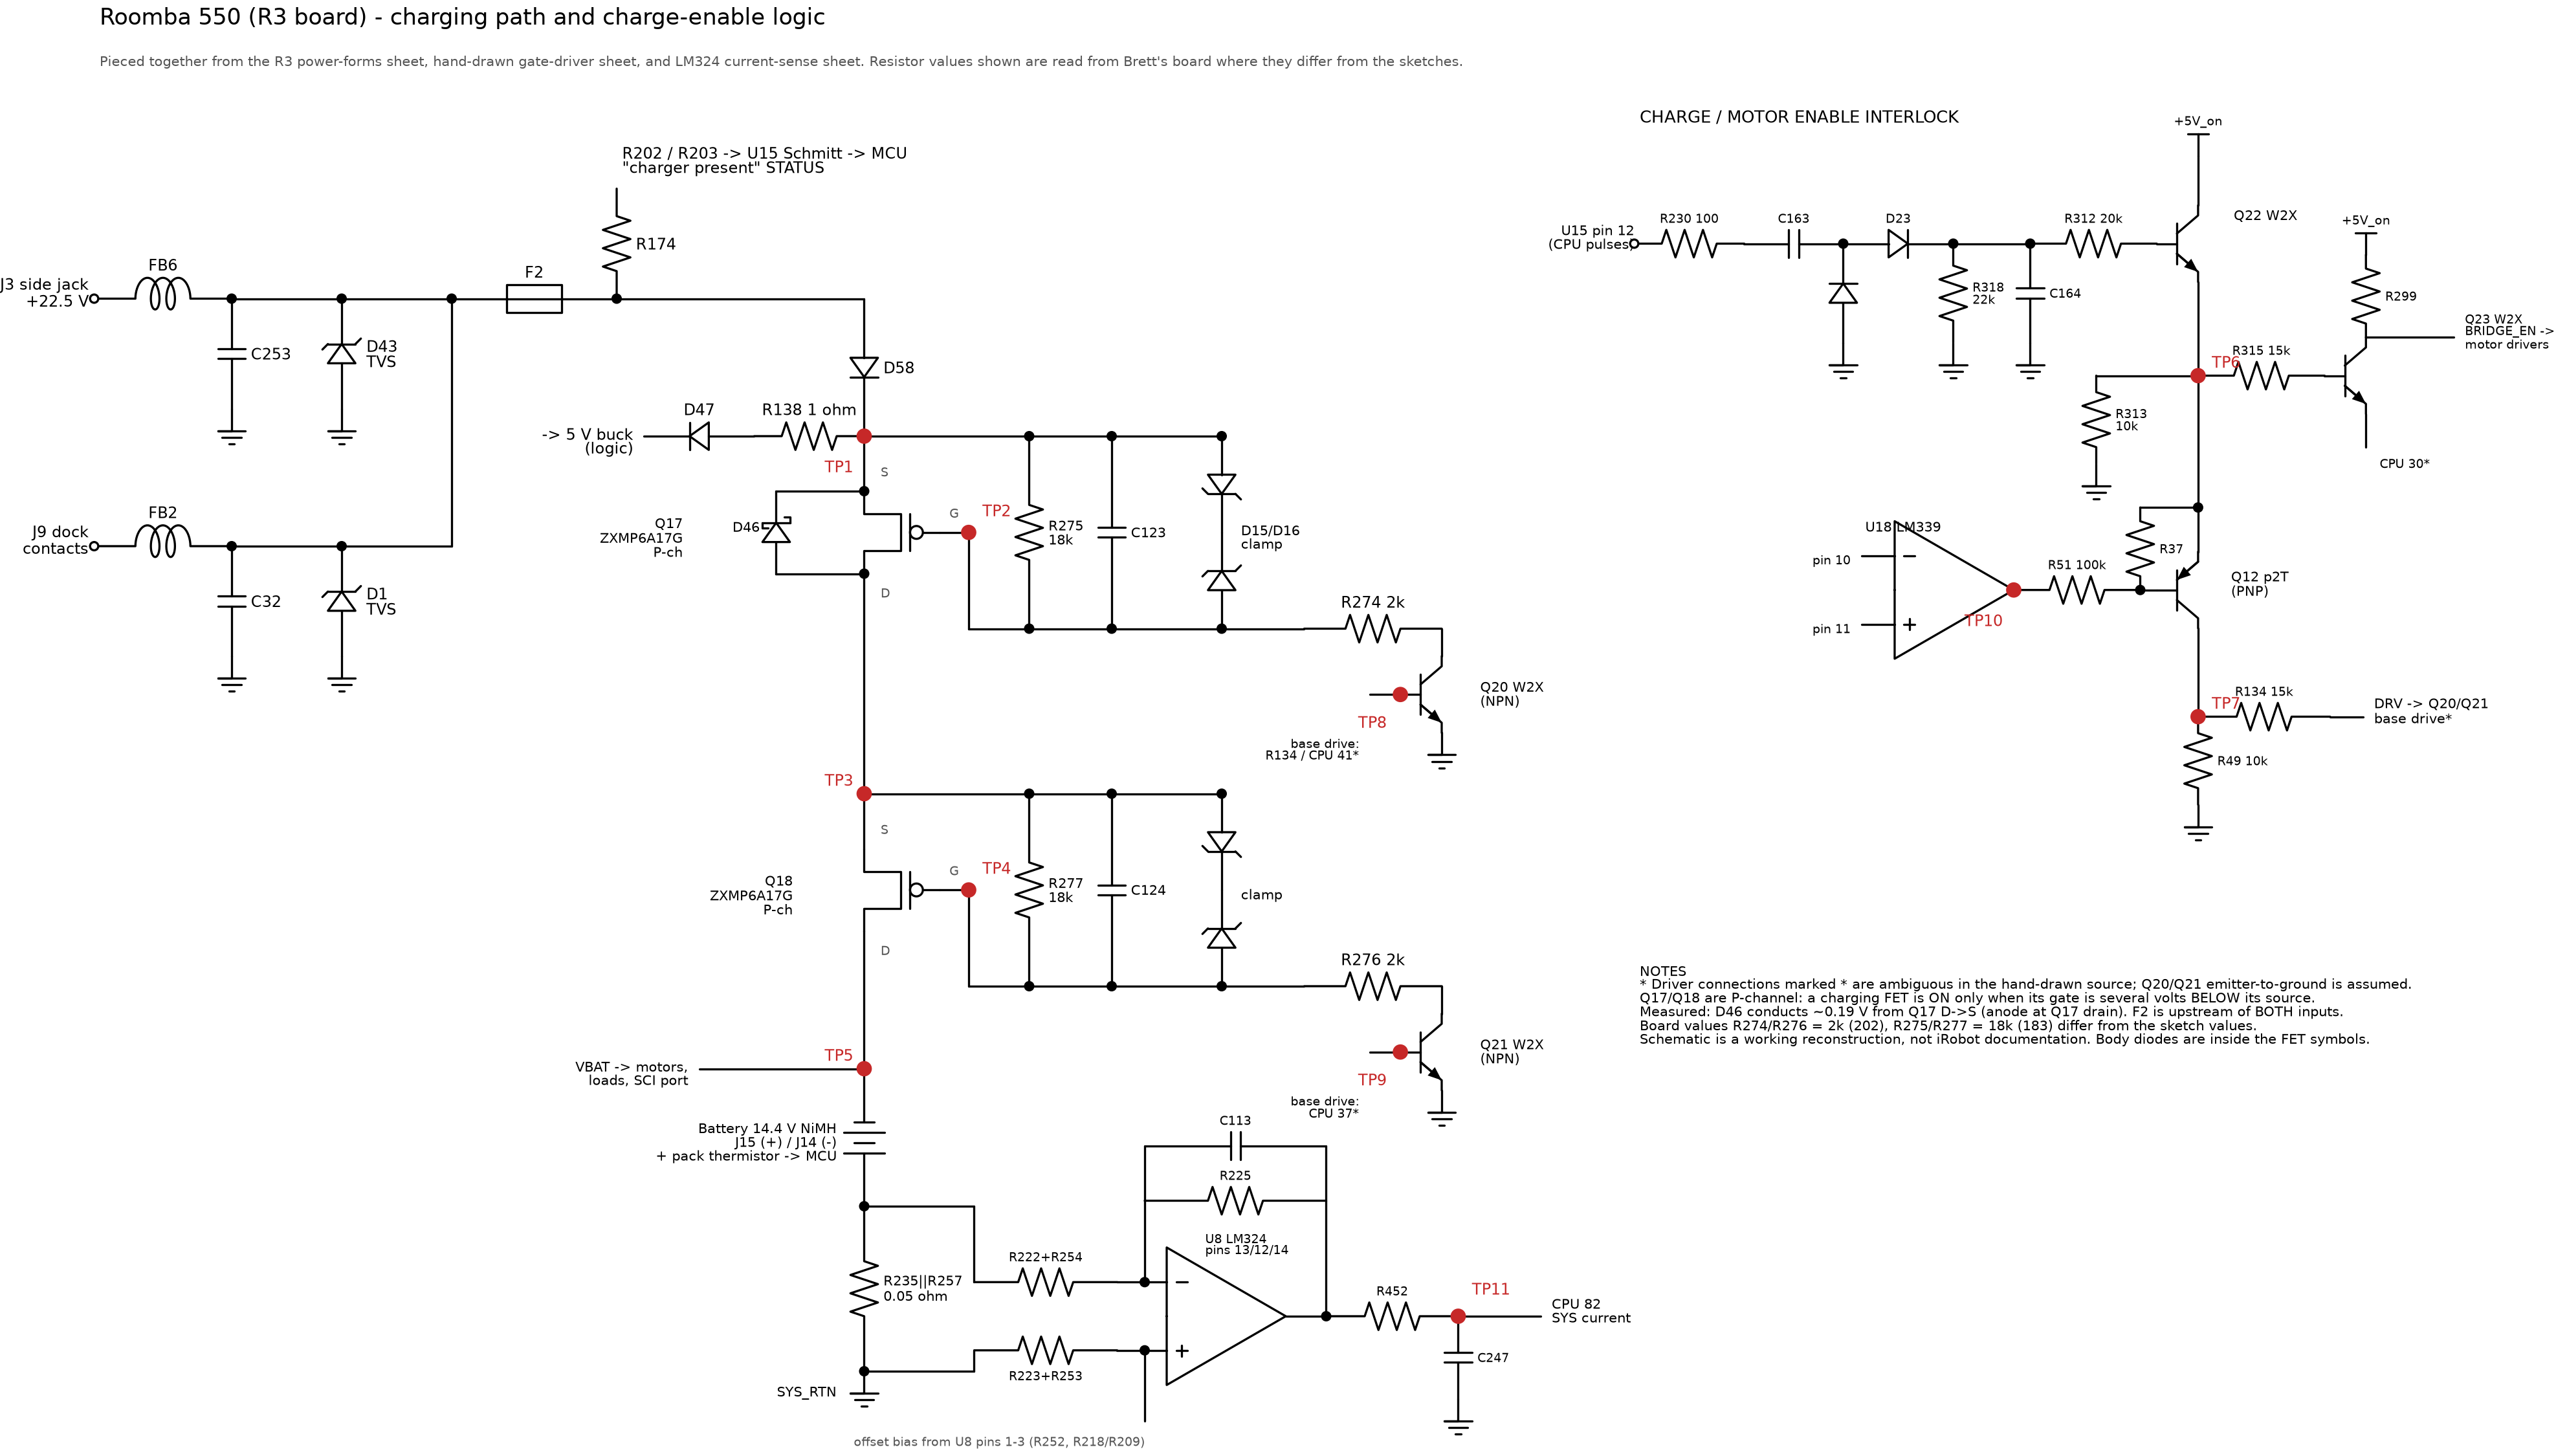 Roomba 550 (R3 board) - charging path and charge-enable logic
Pieced together from the R3 power-forms sheet, hand-drawn gate-driver sheet, and LM324 current-sense sheet. Resistor values shown are read from Brett's board where they differ from the sketches.
R202 / R203 -> U15 Schmitt -> MCU
"charger present" STATUS
R174
J3 side jack
+22.5 V
FB6
F2
C253
D43
TVS
D58
D47
R138 1 ohm
-> 5 V buck
(logic)
TP1
S
J9 dock
contacts
FB2
C32
D1
TVS
Q17
ZXMP6A17G
P-ch
D46
G
TP2
D
R275
18k
C123
D15/D16
clamp
R274 2k
Q20 W2X
(NPN)
TP8
base drive:
R134 / CPU 41*
TP3
S
Q18
ZXMP6A17G
P-ch
G
TP4
D
R277
18k
C124
clamp
R276 2k
Q21 W2X
(NPN)
TP9
base drive:
CPU 37*
TP5
VBAT -> motors,
loads, SCI port
Battery 14.4 V NiMH
J15 (+) / J14 (-)
+ pack thermistor -> MCU
R235||R257
0.05 ohm
SYS_RTN
R222+R254
R223+R253
C113
R225
U8 LM324
pins 13/12/14
−
+
R452
TP11
CPU 82
SYS current
C247
offset bias from U8 pins 1-3 (R252, R218/R209)
CHARGE / MOTOR ENABLE INTERLOCK
+5V_on
U15 pin 12
(CPU pulses)
R230 100
C163
D23
R318
22k
C164
R312 20k
Q22 W2X
+5V_on
R299
Q23 W2X
BRIDGE_EN ->
motor drivers
TP6
R315 15k
R313
10k
CPU 30*
U18 LM339
pin 10
−
pin 11
+
TP10
R51 100k
R37
Q12 p2T
(PNP)
TP7
R134 15k
DRV -> Q20/Q21
base drive*
R49 10k
NOTES
* Driver connections marked * are ambiguous in the hand-drawn source; Q20/Q21 emitter-to-ground is assumed.
Q17/Q18 are P-channel: a charging FET is ON only when its gate is several volts BELOW its source.
Measured: D46 conducts ~0.19 V from Q17 D->S (anode at Q17 drain). F2 is upstream of BOTH inputs.
Board values R274/R276 = 2k (202), R275/R277 = 18k (183) differ from the sketch values.
Schematic is a working reconstruction, not iRobot documentation. Body diodes are inside the FET symbols.